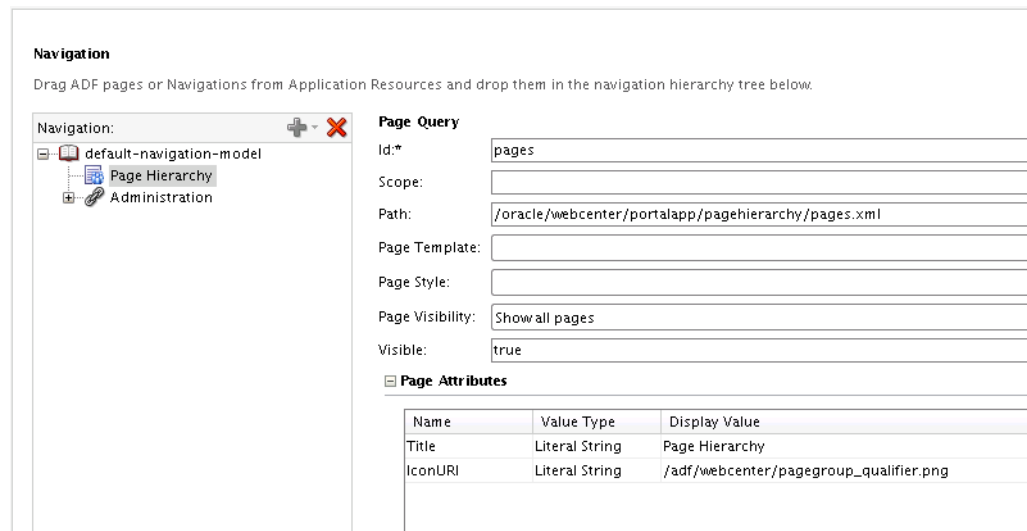 Navigation
Drag ADF pages or Navigations from Application Resources and drop them in the navigation hierarchy tree below.
Navigation:
default-navigation-model
Page Hierarchy
Administration
Page Query
Id:* pages
Scope:
Path: /oracle/webcenter/portalapp/pagehierarchy/pages.xml
Page Template:
Page Style:
Page Visibility: Show all pages
Visible: true
Page Attributes
Name Value Type Display Value
Title Literal String Page Hierarchy
IconURI Literal String /adf/webcenter/pagegroup_qualifier.png